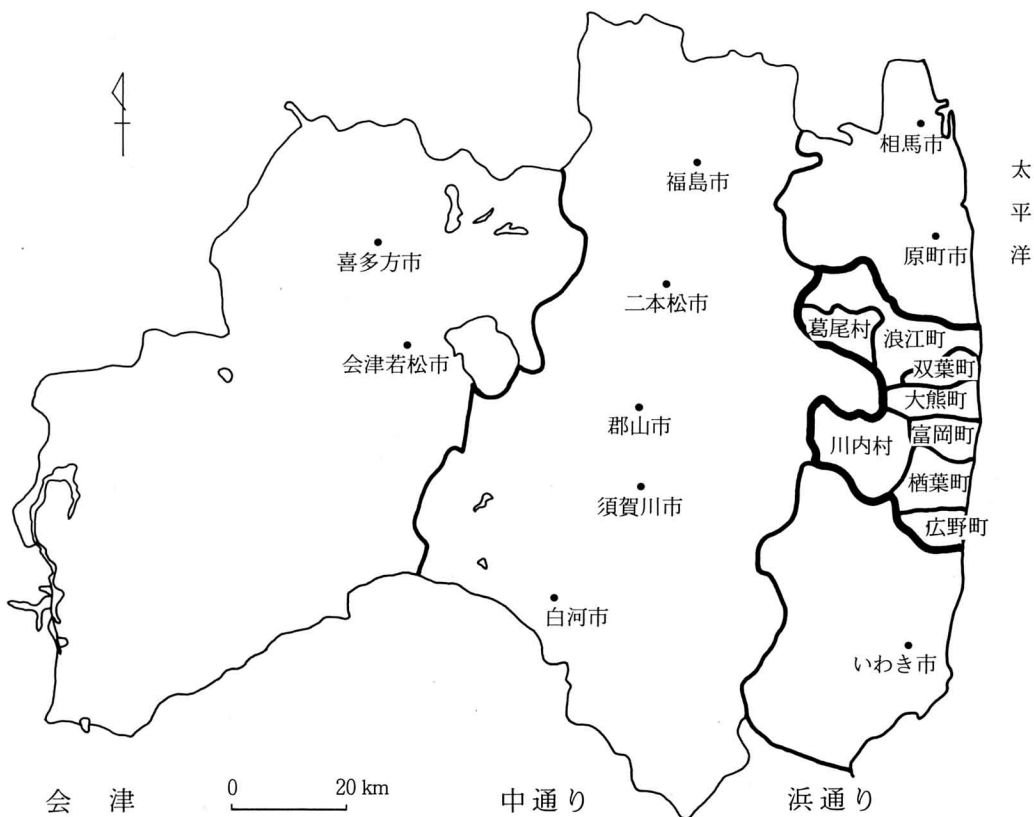 相馬市
太平洋
福島市
原町市
喜多方市
二本松市
葛尾村
浪江町
会津若松市
双葉町
大熊町
郡山市
富岡町
川内村
楢葉町
須賀川市
広野町
白河市
いわき市
0 20 km
会津
中通り
浜通り